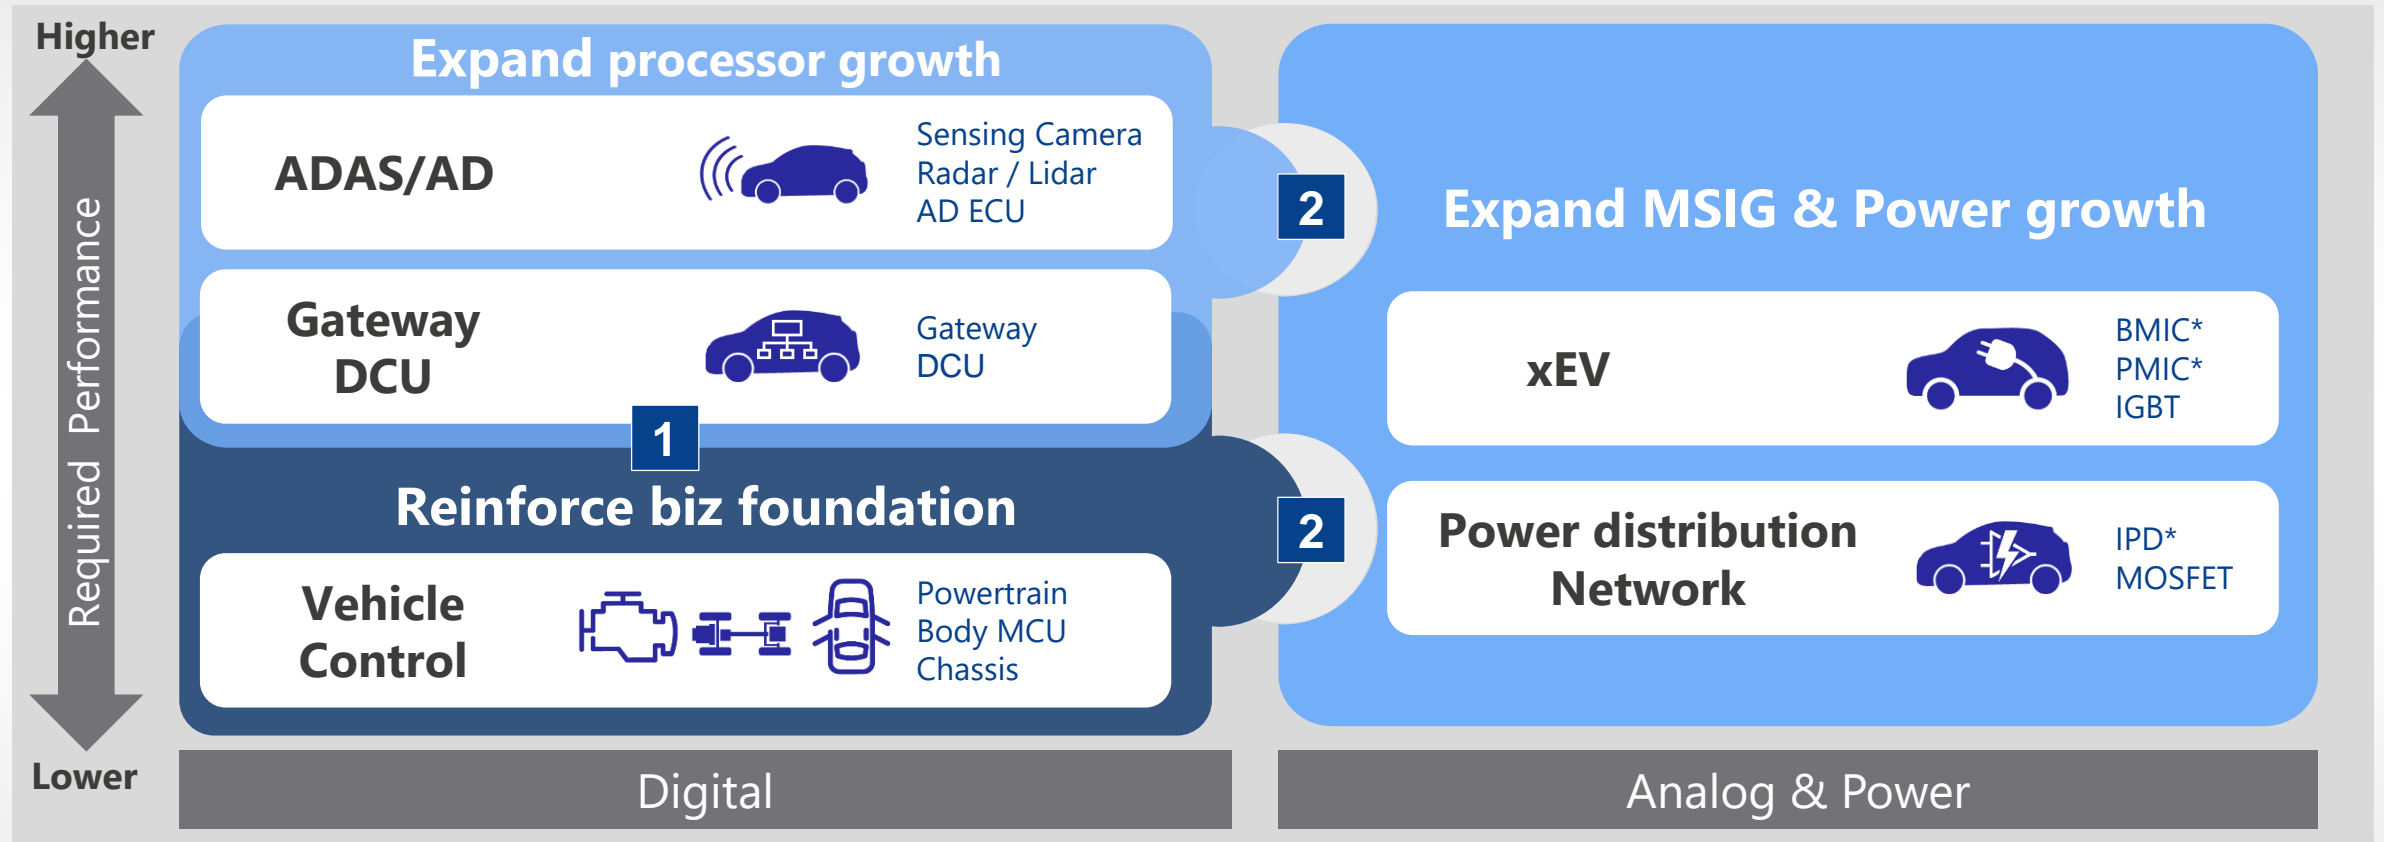 Higher
Required Performance
Lower
Expand processor growth
ADAS/AD
Sensing Camera
Radar / Lidar
AD ECU
Gateway
DCU
Gateway
DCU
1
Reinforce biz foundation
Vehicle
Control
Powertrain
Body MCU
Chassis
Digital
2
2
Expand MSIG & Power growth
xEV
BMIC*
PMIC*
IGBT
Power distribution
Network
IPD*
MOSFET
Analog & Power